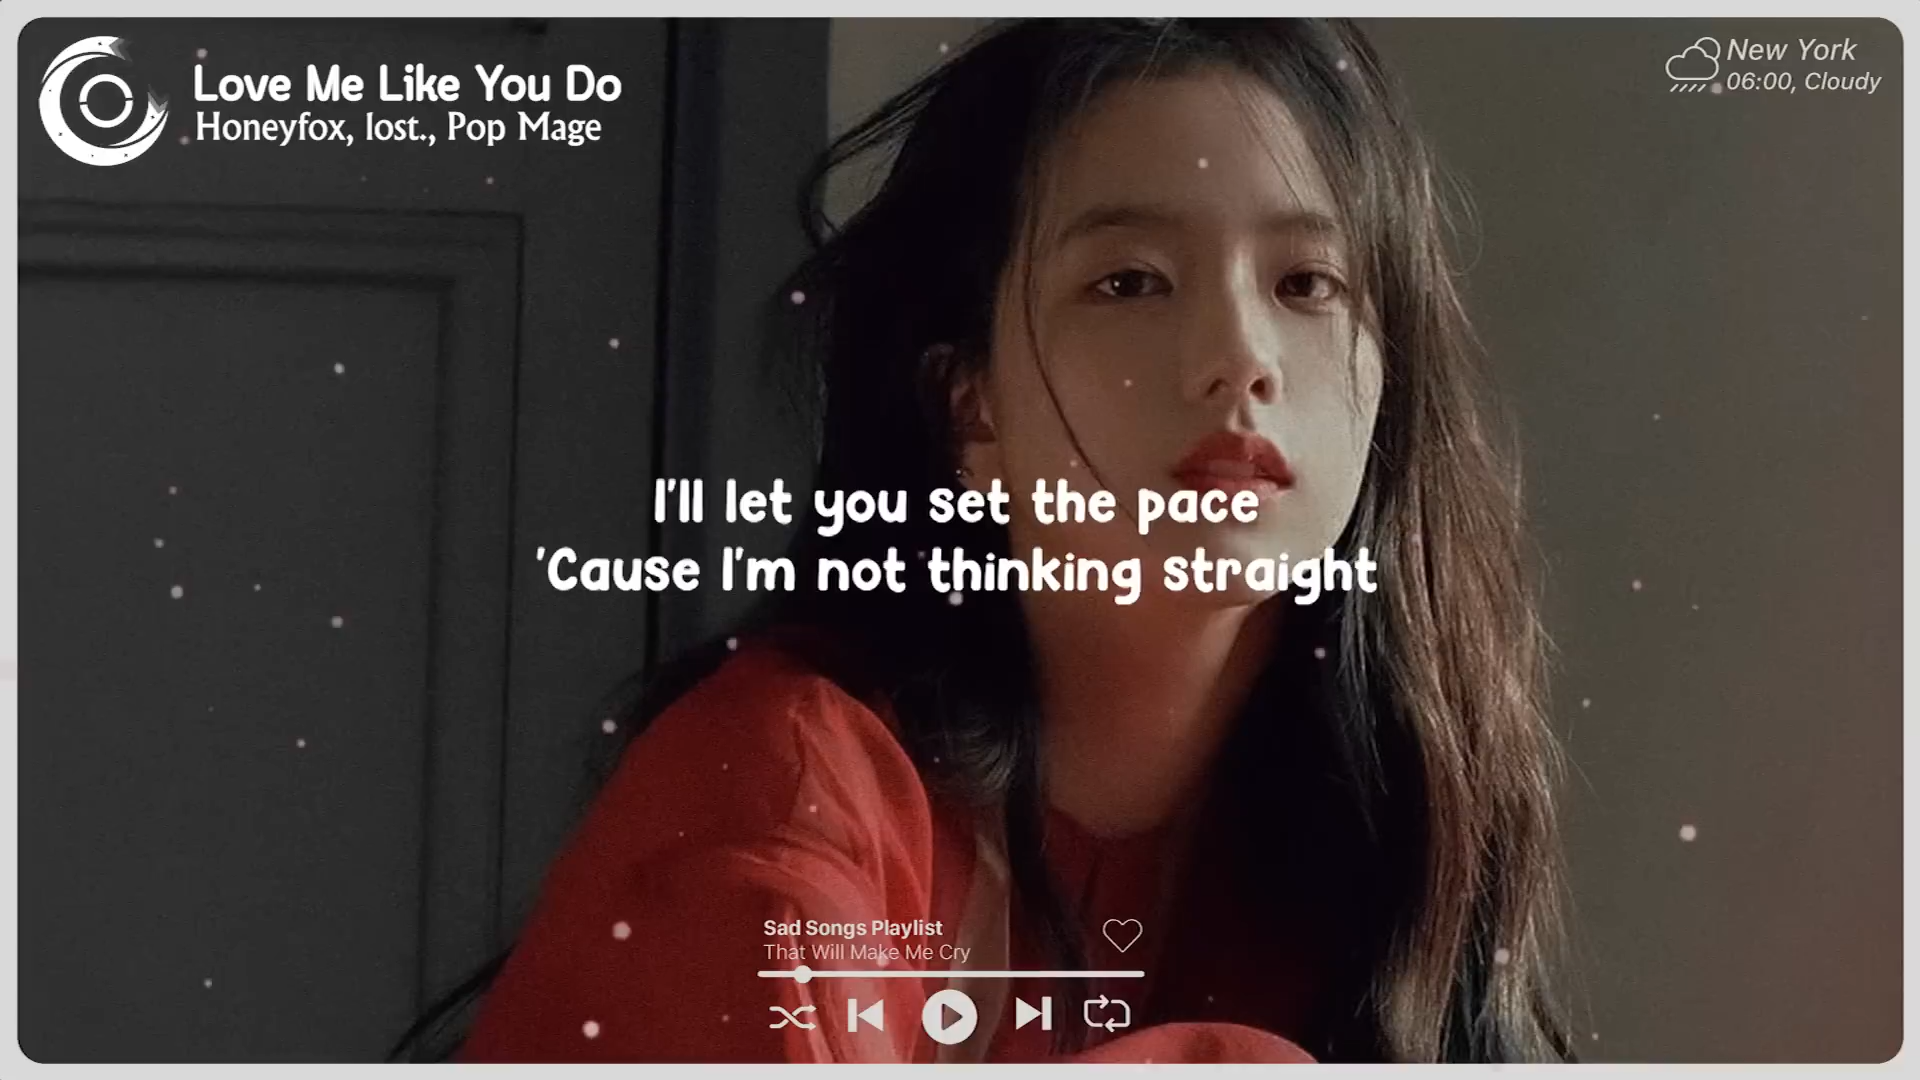 Love Me Like You Do
Honeyfox, lost., Pop Mage
New York
06:00, Cloudy
I'll let you set the pace
'Cause I'm not thinking straight
Sad Songs Playlist
That Will Make Me Cry